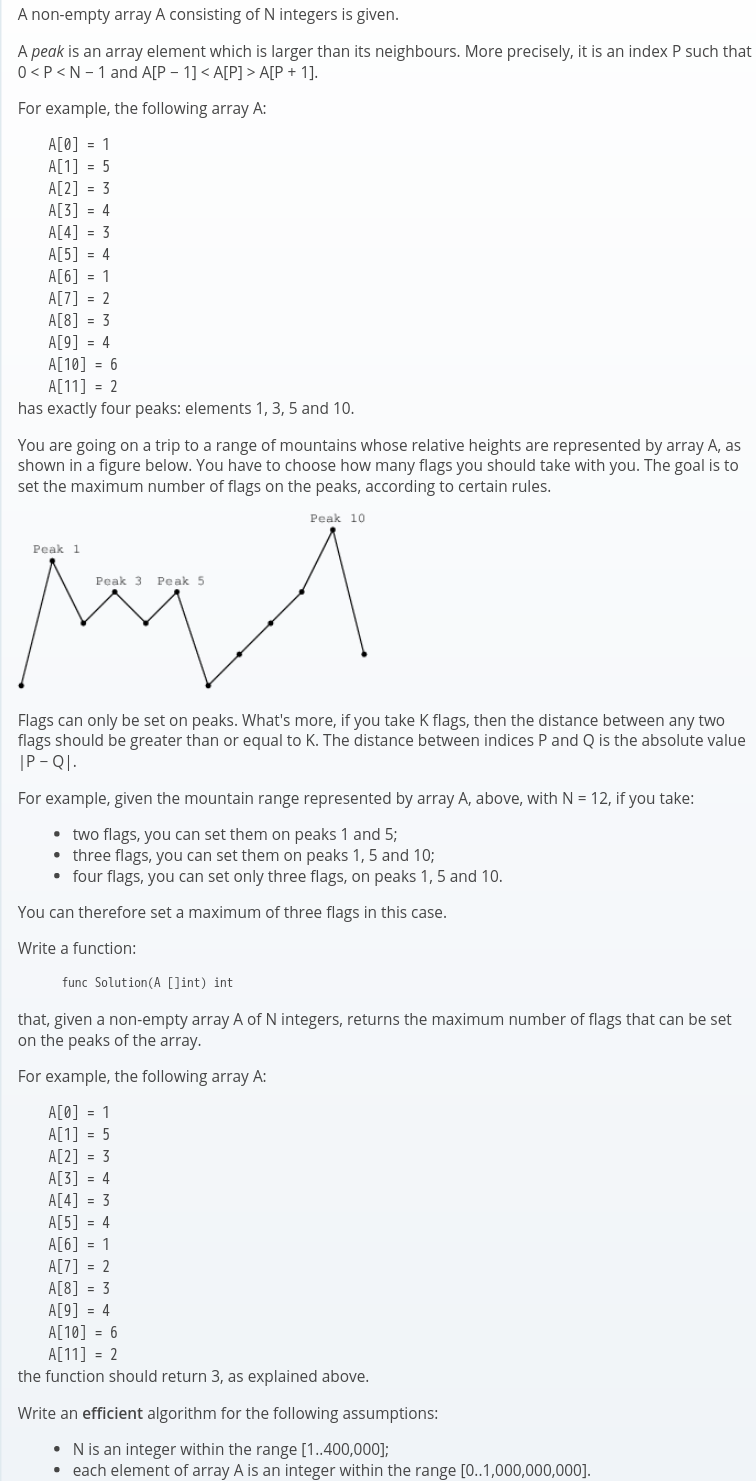 A non-empty array A consisting of N integers is given.
A peak is an array element which is larger than its neighbours. More precisely, it is an index P such that
0 < P < N − 1 and A[P − 1] < A[P] > A[P + 1].
For example, the following array A:
A[0] = 1
A[1] = 5
A[2] = 3
A[3] = 4
A[4] = 3
A[5] = 4
A[6] = 1
A[7] = 2
A[8] = 3
A[9] = 4
A[10] = 6
A[11] = 2
has exactly four peaks: elements 1, 3, 5 and 10.
You are going on a trip to a range of mountains whose relative heights are represented by array A, as
shown in a figure below. You have to choose how many flags you should take with you. The goal is to
set the maximum number of flags on the peaks, according to certain rules.
Peak 10
Peak 1
Peak 3 Peak 5
Flags can only be set on peaks. What's more, if you take K flags, then the distance between any two
flags should be greater than or equal to K. The distance between indices P and Q is the absolute value
|P − Q|.
For example, given the mountain range represented by array A, above, with N = 12, if you take:
• two flags, you can set them on peaks 1 and 5;
• three flags, you can set them on peaks 1, 5 and 10;
• four flags, you can set only three flags, on peaks 1, 5 and 10.
You can therefore set a maximum of three flags in this case.
Write a function:
func Solution(A []int) int
that, given a non-empty array A of N integers, returns the maximum number of flags that can be set
on the peaks of the array.
For example, the following array A:
A[0] = 1
A[1] = 5
A[2] = 3
A[3] = 4
A[4] = 3
A[5] = 4
A[6] = 1
A[7] = 2
A[8] = 3
A[9] = 4
A[10] = 6
A[11] = 2
the function should return 3, as explained above.
Write an efficient algorithm for the following assumptions:
• N is an integer within the range [1..400,000];
• each element of array A is an integer within the range [0..1,000,000,000].